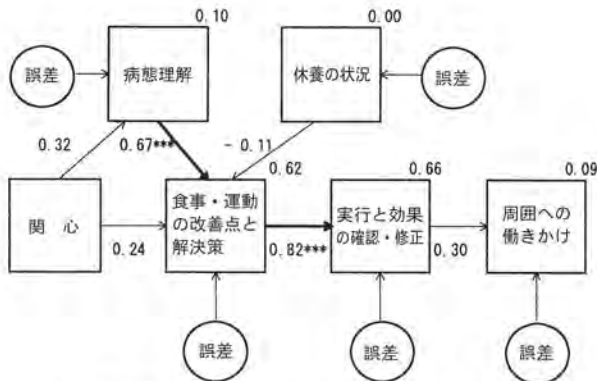 0.10
0.00
誤差
病態理解
休養の状況
誤差
0.32
0.67***
- 0.11
0.62
0.66
0.09
関 心
食事・運動
の改善点と
解決策
実行と効果
の確認・修正
周囲への
働きかけ
0.24
0.82***
0.30
誤差
誤差
誤差